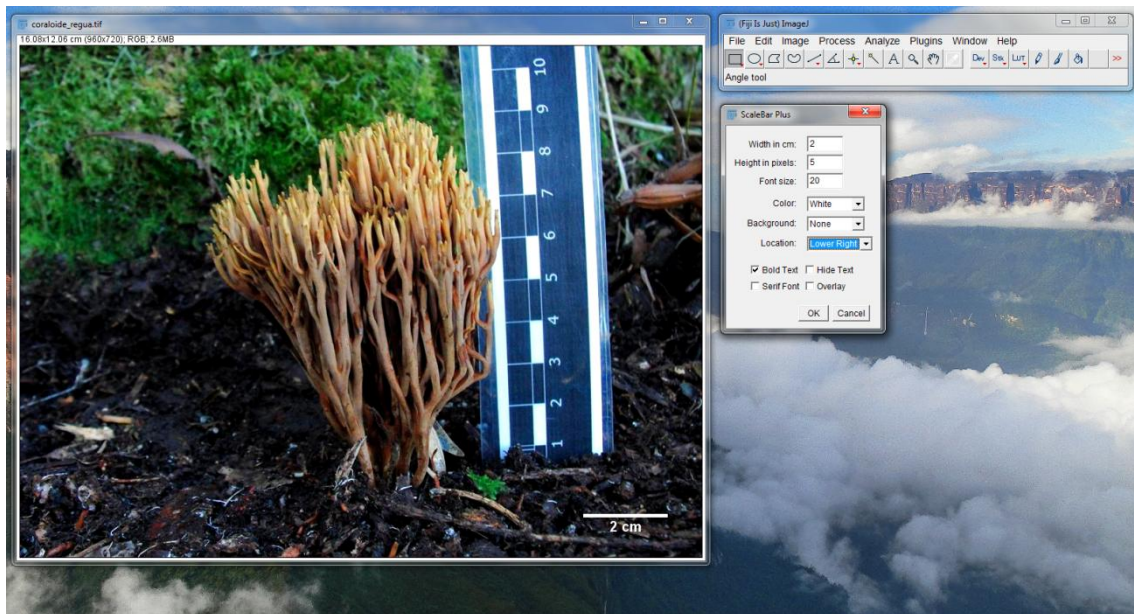 coraloide_regua.tif
16.08x12.06 cm (960x720); RGB; 2.6MB
10
9
8
7
6
5
4
3
2
1
2 cm
(Fiji Is Just) ImageJ
File Edit Image Process Analyze Plugins Window Help
A Dev Stk LUT >>
Angle tool
ScaleBar Plus
Width in cm: 2
Height in pixels: 5
Font size: 20
Color: White
Background: None
Location: Lower Right
Bold Text Hide Text
Serif Font Overlay
OK Cancel